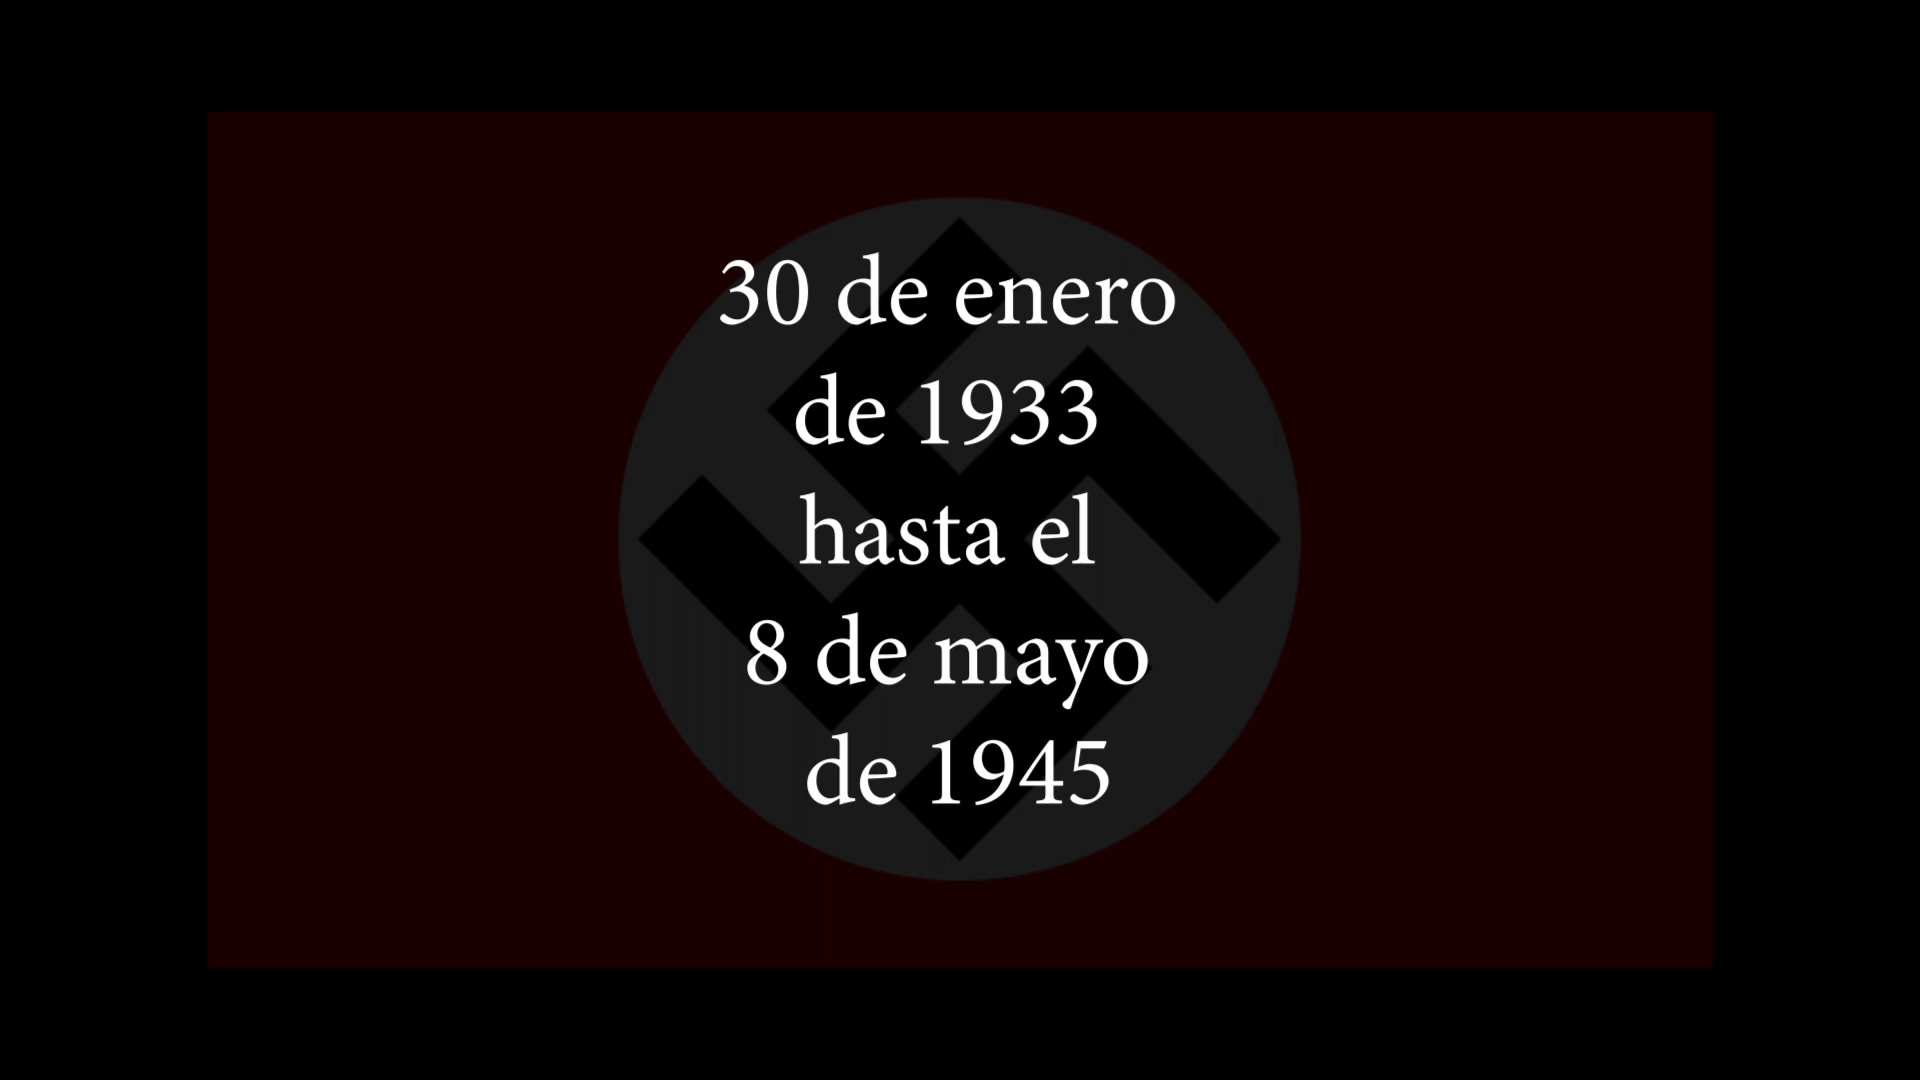 30 de enero
de 1933
hasta el
8 de mayo
de 1945